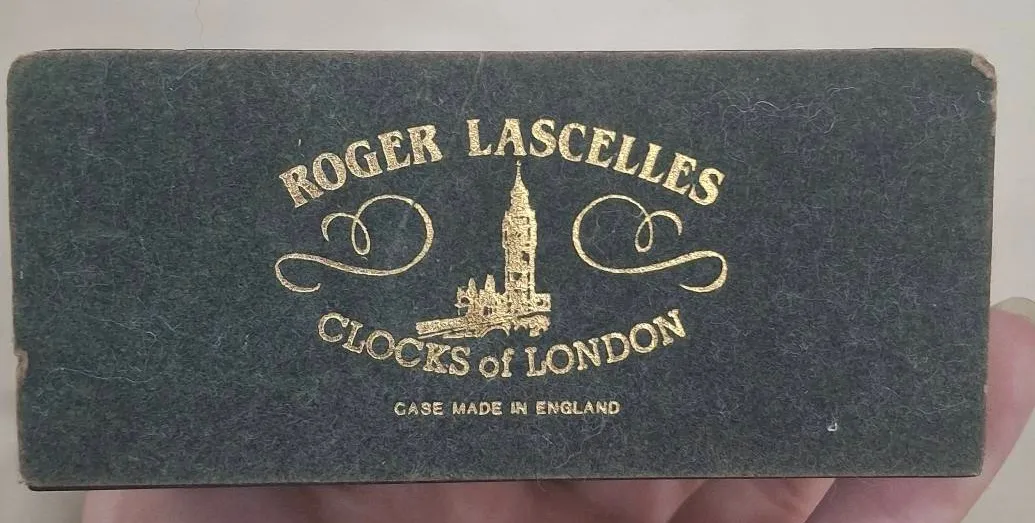 ROGER LASCELLES
CLOCKS of LONDON
CASE MADE IN ENGLAND